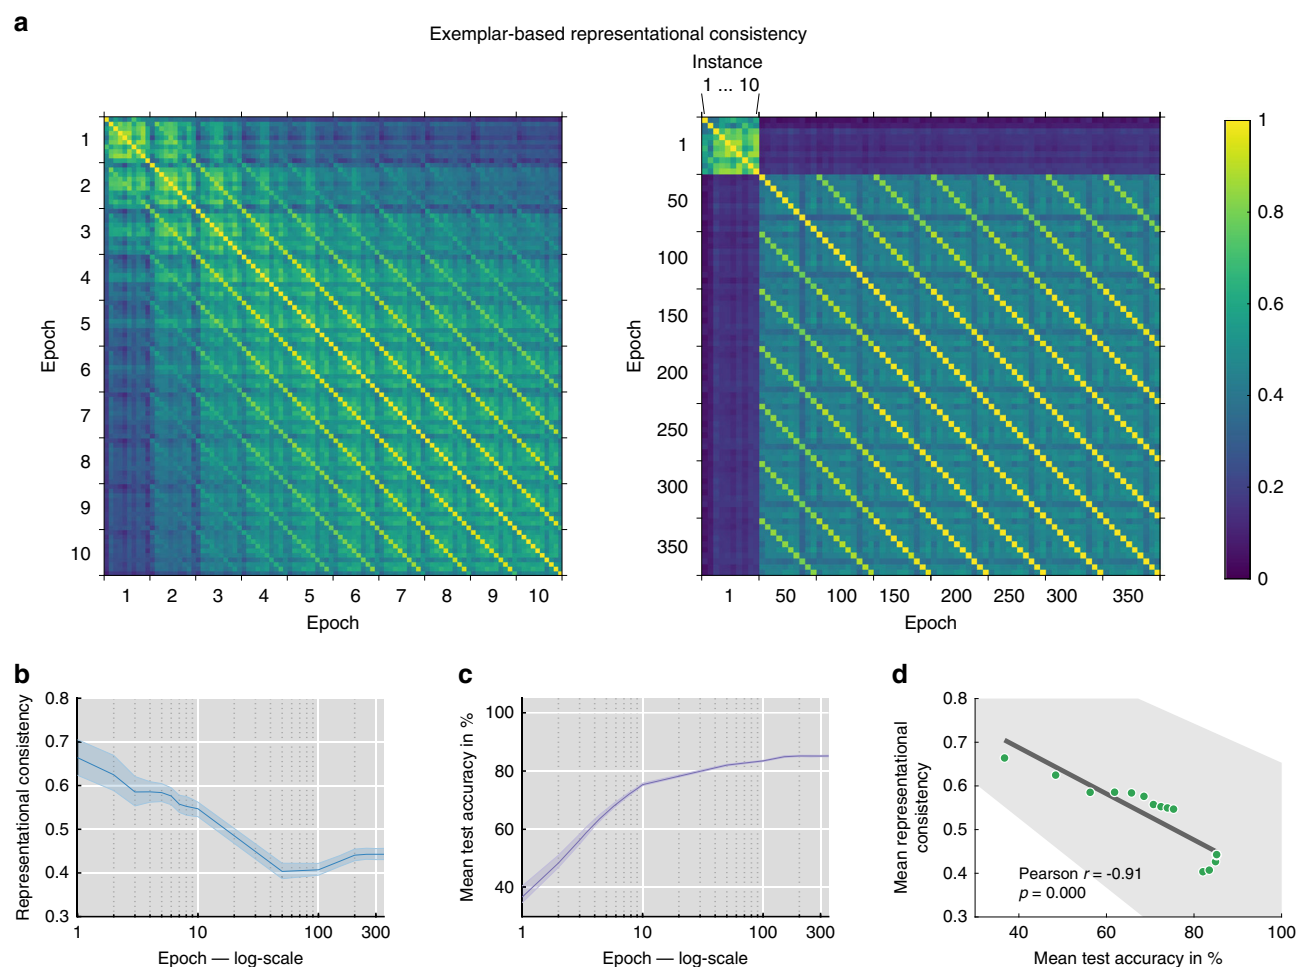 a
Exemplar-based representational consistency
Instance
1 ... 10
1
2
3
4
5
6
7
8
9
10
Epoch
1 2 3 4 5 6 7 8 9 10
Epoch
1
50
100
150
200
250
300
350
Epoch
1 50 100 150 200 250 300 350
Epoch
1
0.8
0.6
0.4
0.2
0
b
0.8
0.7
0.6
0.5
0.4
0.3
Representational consistency
1 10 100 300
Epoch — log-scale
c
100
80
60
40
Mean test accuracy in %
1 10 100 300
Epoch — log-scale
d
0.8
0.7
0.6
0.5
0.4
0.3
Mean representational
consistency
Pearson r = -0.91
p = 0.000
40 60 80 100
Mean test accuracy in %